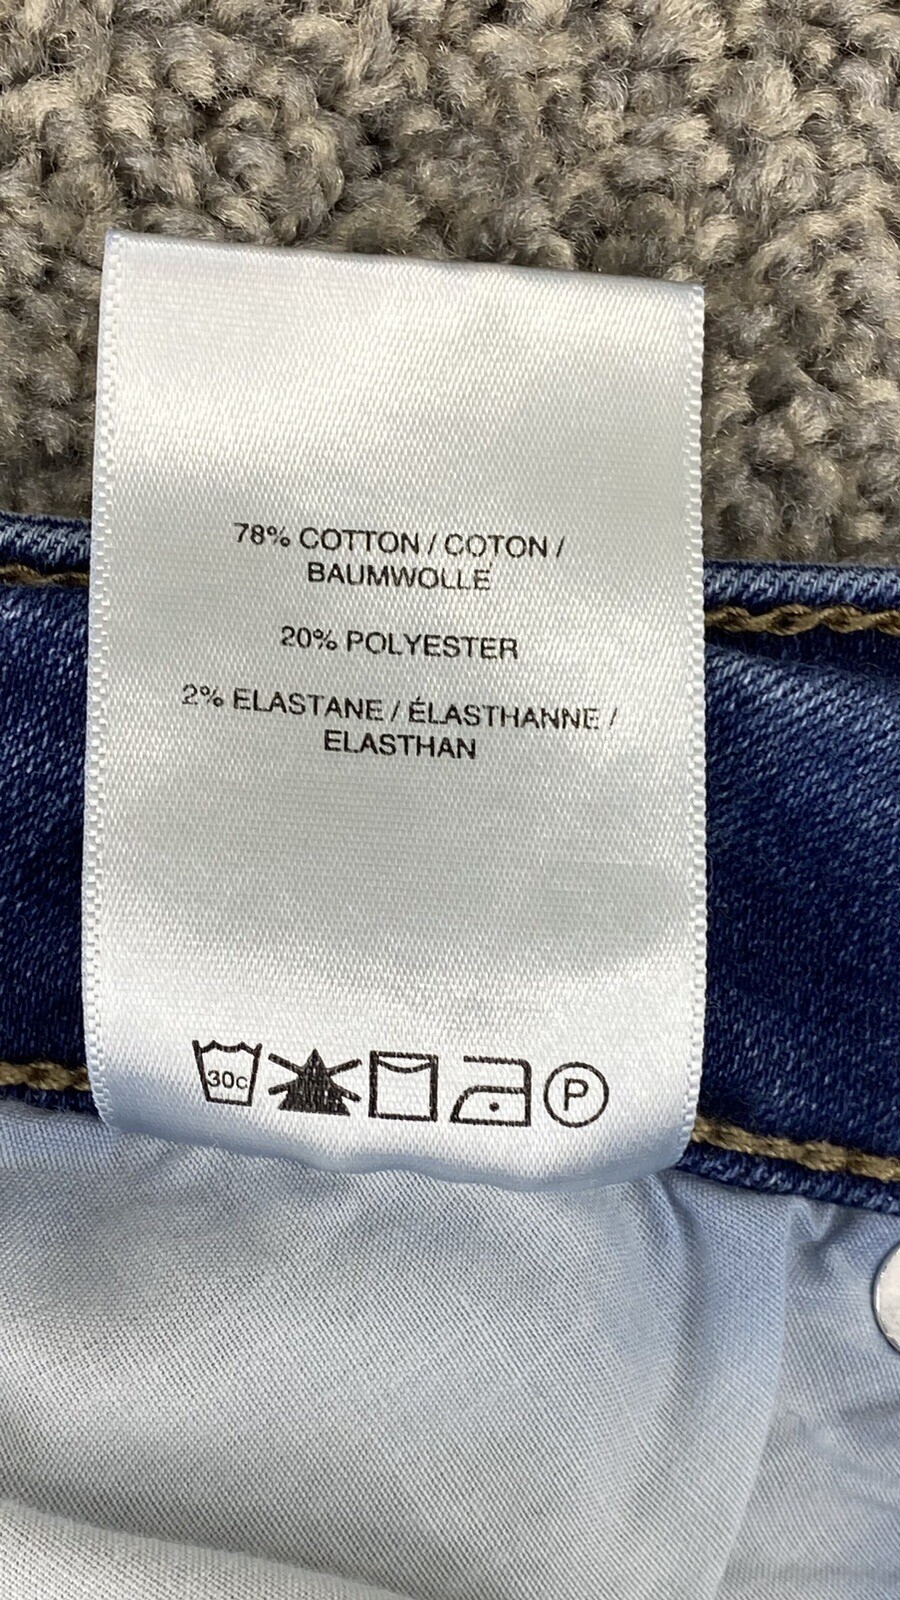 78% COTTON / COTON /
BAUMWOLLE
20% POLYESTER
2% ELASTANE / ÉLASTHANNE /
ELASTHAN
30c P